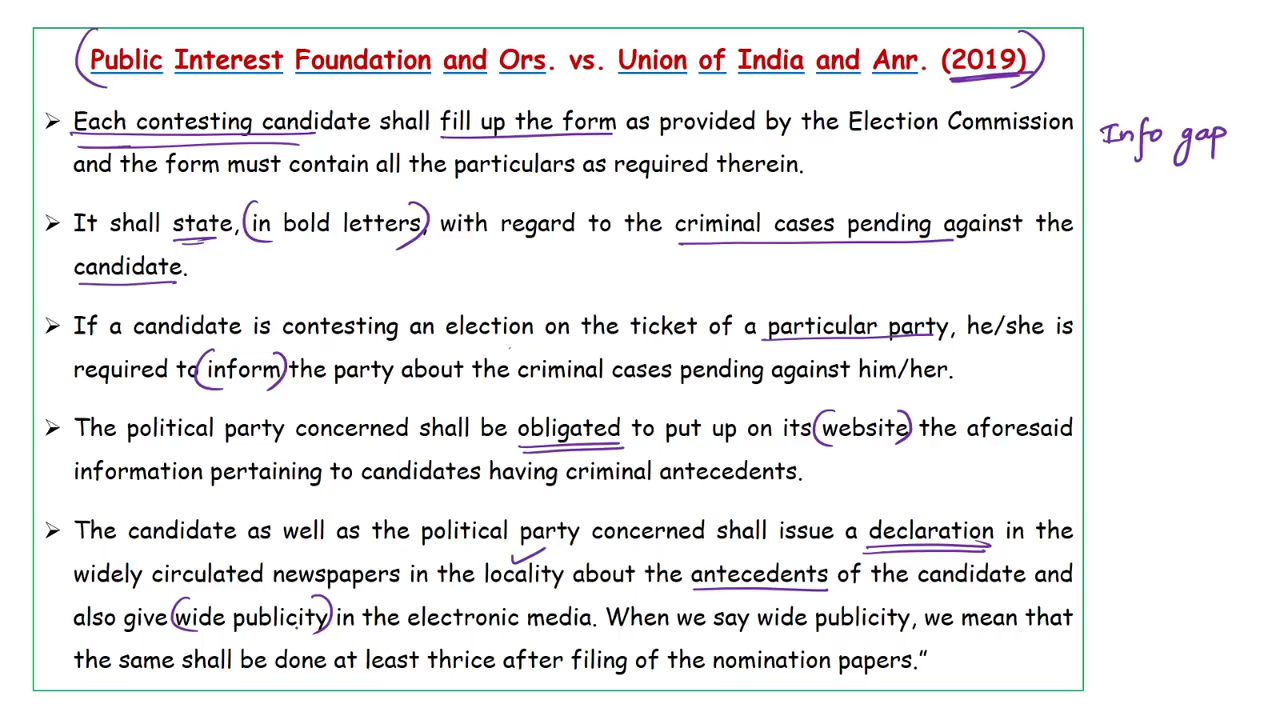 Public Interest Foundation and Ors. vs. Union of India and Anr. (2019)
➢ Each contesting candidate shall fill up the form as provided by the Election Commission
and the form must contain all the particulars as required therein.
Info gap
➢ It shall state, in bold letters, with regard to the criminal cases pending against the
candidate.
➢ If a candidate is contesting an election on the ticket of a particular party, he/she is
required to inform the party about the criminal cases pending against him/her.
➢ The political party concerned shall be obligated to put up on its website the aforesaid
information pertaining to candidates having criminal antecedents.
➢ The candidate as well as the political party concerned shall issue a declaration in the
widely circulated newspapers in the locality about the antecedents of the candidate and
also give wide publicity in the electronic media. When we say wide publicity, we mean that
the same shall be done at least thrice after filing of the nomination papers.”